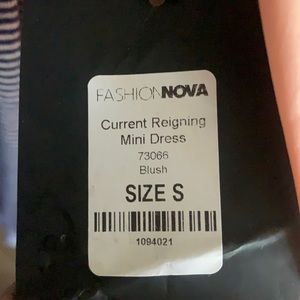 FASHIONNOVA
Current Reigning
Mini Dress
73066
Blush
SIZE S
1094021